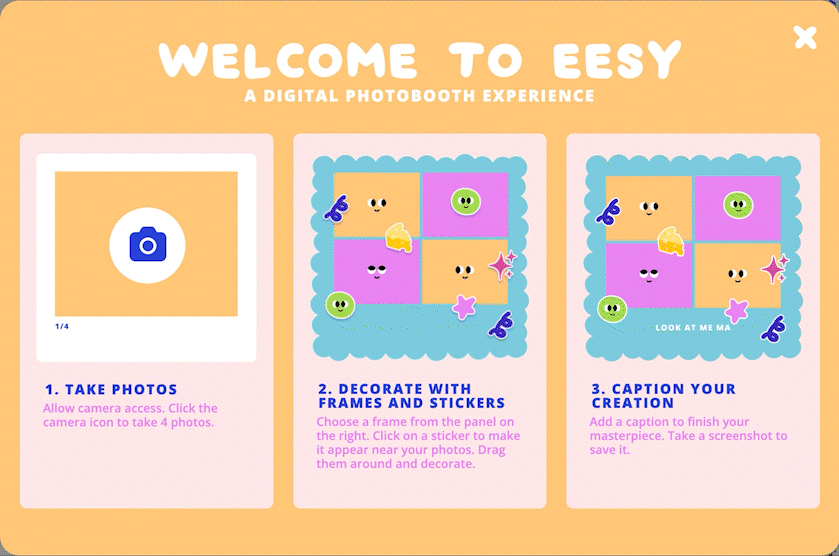 WELCOME TO EESY
A DIGITAL PHOTOBOOTH EXPERIENCE
1/4
1. TAKE PHOTOS
Allow camera access. Click the
camera icon to take 4 photos.
2. DECORATE WITH
FRAMES AND STICKERS
Choose a frame from the panel on
the right. Click on a sticker to make
it appear near your photos. Drag
them around and decorate.
LOOK AT ME MA
3. CAPTION YOUR
CREATION
Add a caption to finish your
masterpiece. Take a screenshot to
save it.